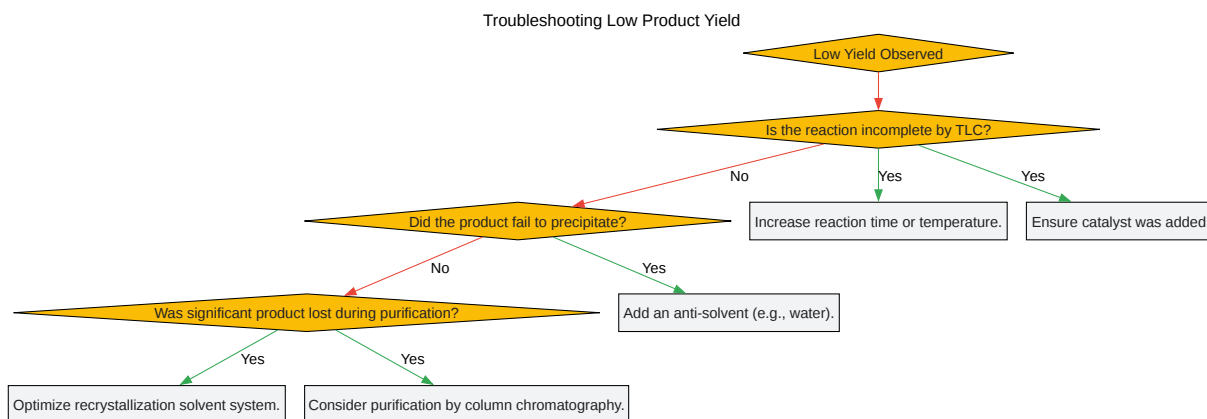 Troubleshooting Low Product Yield
Low Yield Observed
Is the reaction incomplete by TLC?
No
Yes
Yes
Did the product fail to precipitate?
Increase reaction time or temperature.
Ensure catalyst was added
No
Yes
Was significant product lost during purification?
Add an anti-solvent (e.g., water).
Yes
Yes
Optimize recrystallization solvent system.
Consider purification by column chromatography.